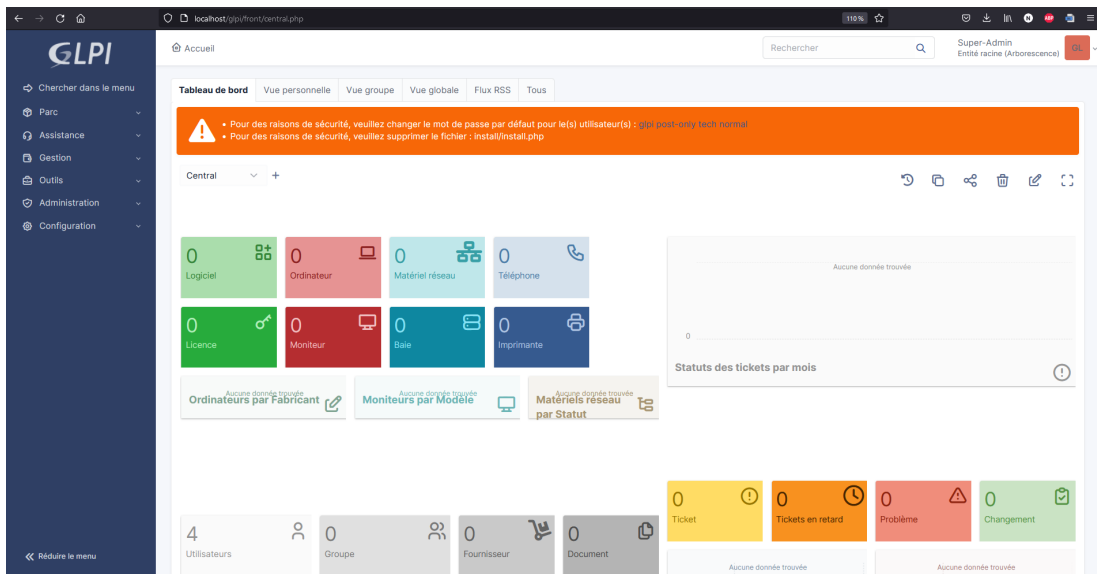 localhost/glpi/front/central.php
110%
GLPI
Accueil
Rechercher
Super-Admin
Entité racine (Arborescence)
GL
Chercher dans le menu
Parc
Assistance
Gestion
Outils
Administration
Configuration
Réduire le menu
Tableau de bord
Vue personnelle
Vue groupe
Vue globale
Flux RSS
Tous
• Pour des raisons de sécurité, veuillez changer le mot de passe par défaut pour le(s) utilisateur(s) : glpi post-only tech normal
• Pour des raisons de sécurité, veuillez supprimer le fichier : install/install.php
Central
0
Logiciel
0
Ordinateur
0
Matériel réseau
0
Téléphone
0
Licence
0
Moniteur
0
Baie
0
Imprimante
Aucune donnée trouvée
0
Statuts des tickets par mois
Aucune donnée trouvée
Ordinateurs par Fabricant
Aucune donnée trouvée
Moniteurs par Modèle
Aucune donnée trouvée
Matériels réseau
par Statut
4
Utilisateurs
0
Groupe
0
Fournisseur
0
Document
0
Ticket
0
Tickets en retard
0
Problème
0
Changement
Aucune donnée trouvée
Aucune donnée trouvée